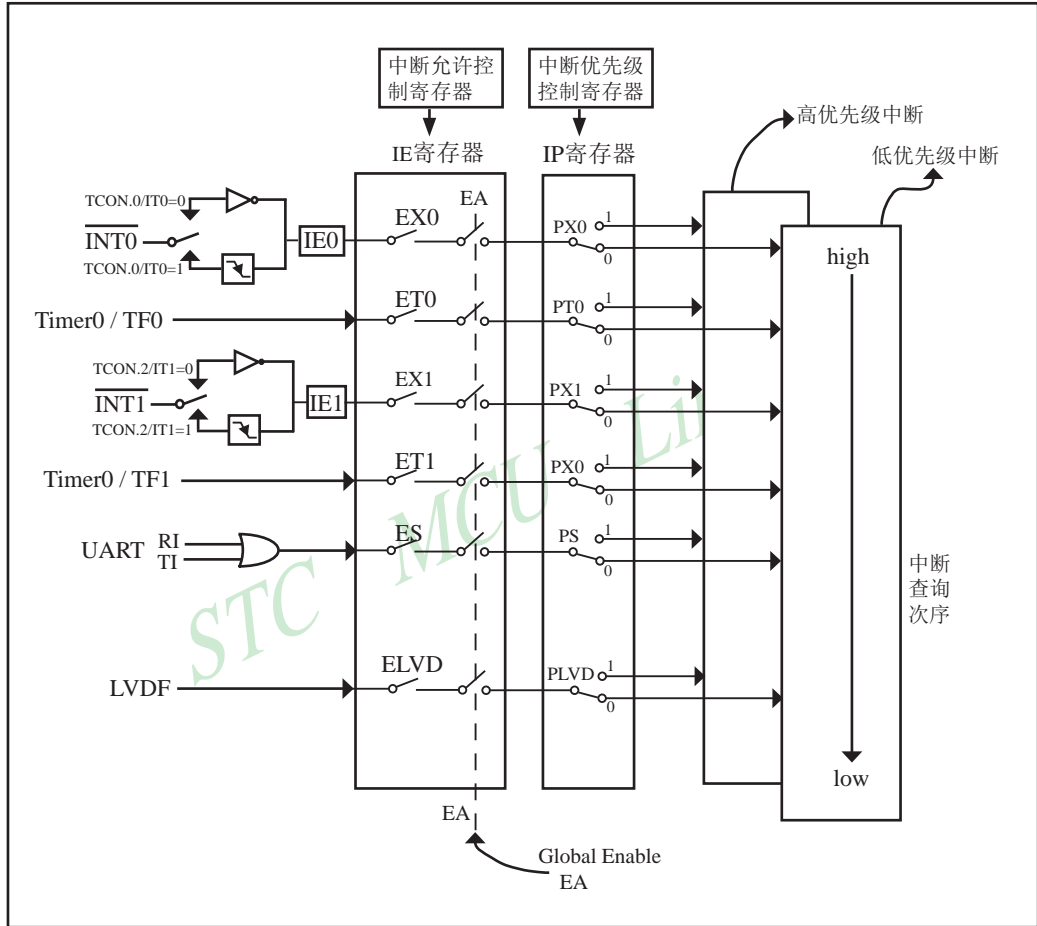 中断允许控
制寄存器
中断优先级
控制寄存器
高优先级中断
低优先级中断
IE寄存器
IP寄存器
TCON.0/IT0=0
INT0
TCON.0/IT0=1
IE0
EX0
EA
PX0
1
0
high
Timer0 / TF0
ET0
PT0
1
0
TCON.2/IT1=0
INT1
TCON.2/IT1=1
IE1
EX1
PX1
1
0
Timer0 / TF1
ET1
PX0
1
0
UART
RI
TI
ES
PS
1
0
中断
查询
次序
LVDF
ELVD
PLVD
1
0
low
EA
Global Enable
EA
STC MCU